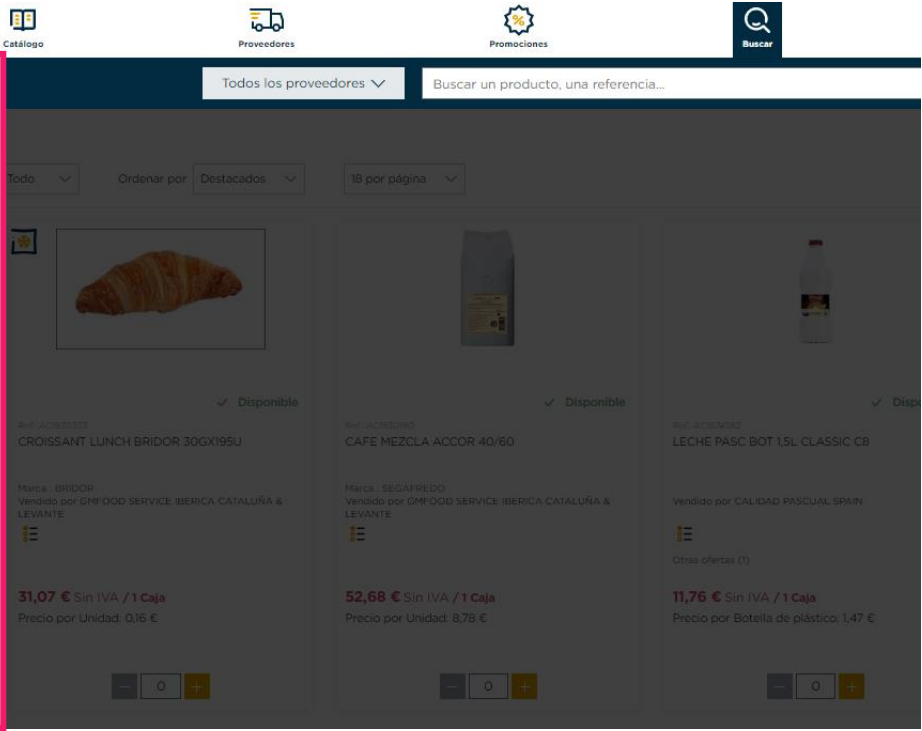 Catálogo
Proveedores
Promociones
Buscar
Todos los proveedores
Buscar un producto, una referencia...
Todo
Ordenar por
Destacados
18 por página
Disponible
Disponible
Disp
CROISSANT LUNCH BRIDOR 30GX195U
CAFE MEZCLA ACCOR 40/60
LECHE PASC BOT 1,5L CLASSIC C8
Marca : BRIDOR
Vendido por GMFOOD SERVICE IBERICA CATALUÑA &
LEVANTE
Marca : SEGAFREDO
Vendido por GMFOOD SERVICE IBERICA CATALUÑA &
LEVANTE
Vendido por CALIDAD PASCUAL SPAIN
Otras ofertas (1)
31,07 € Sin IVA / 1 Caja
Precio por Unidad: 0,16 €
52,68 € Sin IVA / 1 Caja
Precio por Unidad: 8,78 €
11,76 € Sin IVA / 1 Caja
Precio por Botella de plástico: 1,47 €
— 0 +
— 0 +
— 0 +